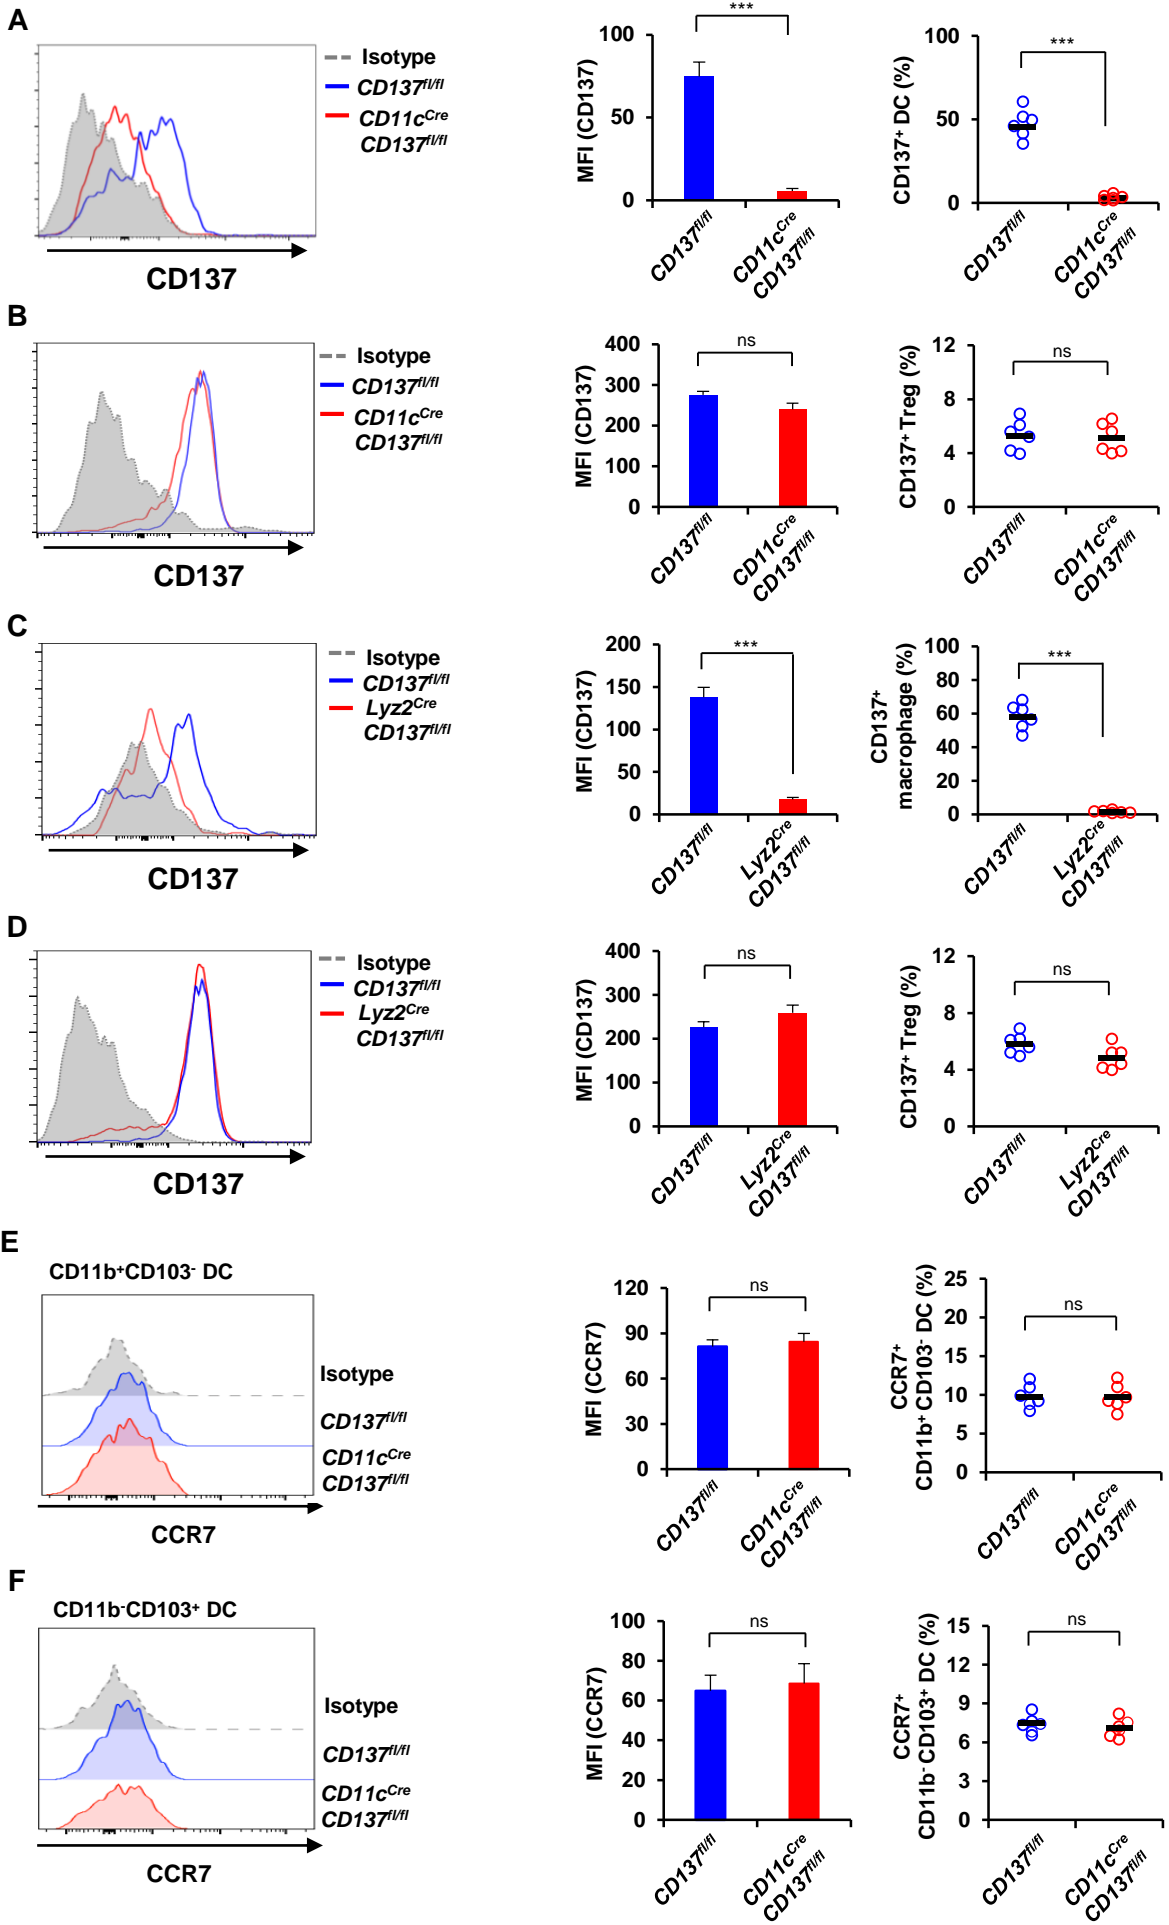 A
Isotype
CD137fl/fl
CD11cCre
CD137fl/fl
CD137
MFI (CD137)
100
50
0
***
CD137fl/fl
CD11cCre
CD137fl/fl
CD137+ DC (%)
100
50
0
***
CD137fl/fl
CD11cCre
CD137fl/fl
B
Isotype
CD137fl/fl
CD11cCre
CD137fl/fl
CD137
MFI (CD137)
400
300
200
100
0
ns
CD137fl/fl
CD11cCre
CD137fl/fl
CD137+ Treg (%)
12
8
4
0
ns
CD137fl/fl
CD11cCre
CD137fl/fl
C
Isotype
CD137fl/fl
Lyz2Cre
CD137fl/fl
CD137
MFI (CD137)
200
150
100
50
0
***
CD137fl/fl
Lyz2Cre
CD137fl/fl
CD137+
macrophage (%)
100
80
60
40
20
0
***
CD137fl/fl
Lyz2Cre
CD137fl/fl
D
Isotype
CD137fl/fl
Lyz2Cre
CD137fl/fl
CD137
MFI (CD137)
400
300
200
100
0
ns
CD137fl/fl
Lyz2Cre
CD137fl/fl
CD137+ Treg (%)
12
8
4
0
ns
CD137fl/fl
Lyz2Cre
CD137fl/fl
E
CD11b+CD103- DC
Isotype
CD137fl/fl
CD11cCre
CD137fl/fl
CCR7
MFI (CCR7)
120
90
60
30
0
ns
CD137fl/fl
CD11cCre
CD137fl/fl
CCR7+
CD11b+ CD103- DC (%)
25
20
15
10
5
0
ns
CD137fl/fl
CD11cCre
CD137fl/fl
F
CD11b-CD103+ DC
Isotype
CD137fl/fl
CD11cCre
CD137fl/fl
CCR7
MFI (CCR7)
100
80
60
40
20
0
ns
CD137fl/fl
CD11cCre
CD137fl/fl
CCR7+
CD11b- CD103+ DC (%)
15
12
9
6
3
0
ns
CD137fl/fl
CD11cCre
CD137fl/fl